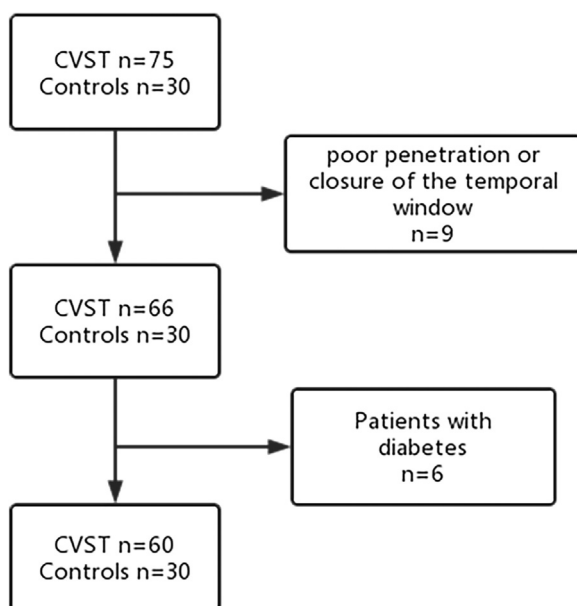 CVST n=75
Controls n=30
poor penetration or
closure of the temporal
window
n=9
CVST n=66
Controls n=30
Patients with
diabetes
n=6
CVST n=60
Controls n=30